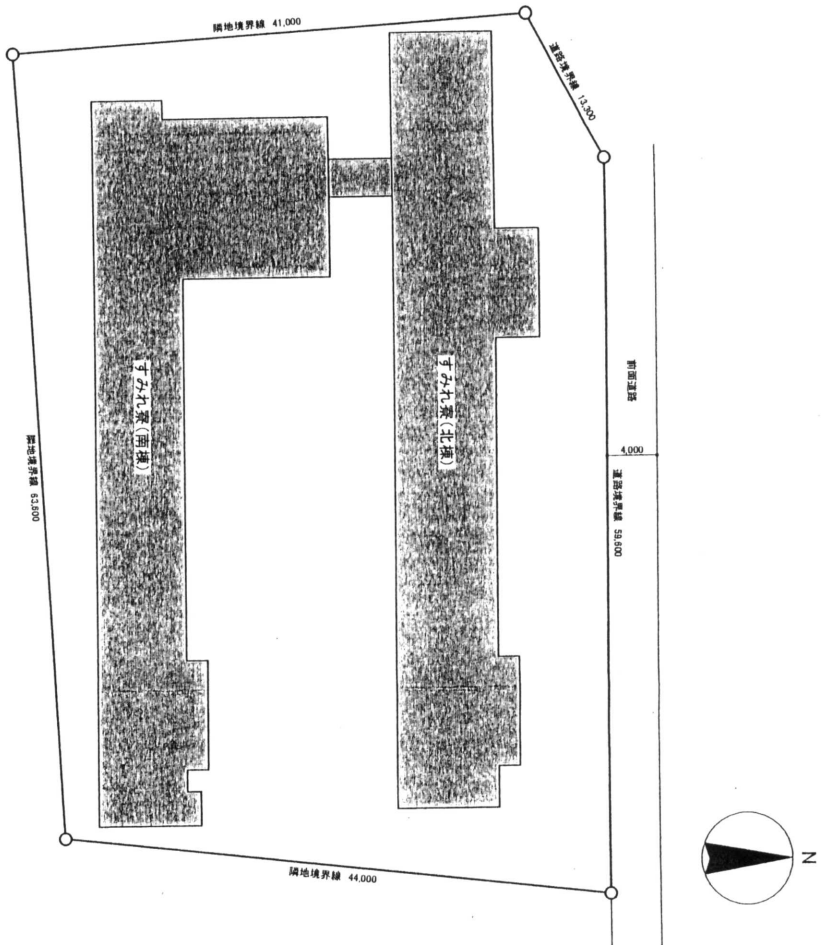 隣地境界線 41,000
道路境界線 13,300
前面道路
4,000
道路境界線 59,600
すみれ寮(南棟)
すみれ寮(北棟)
隣地境界線 63,600
隣地境界線 44,000
N